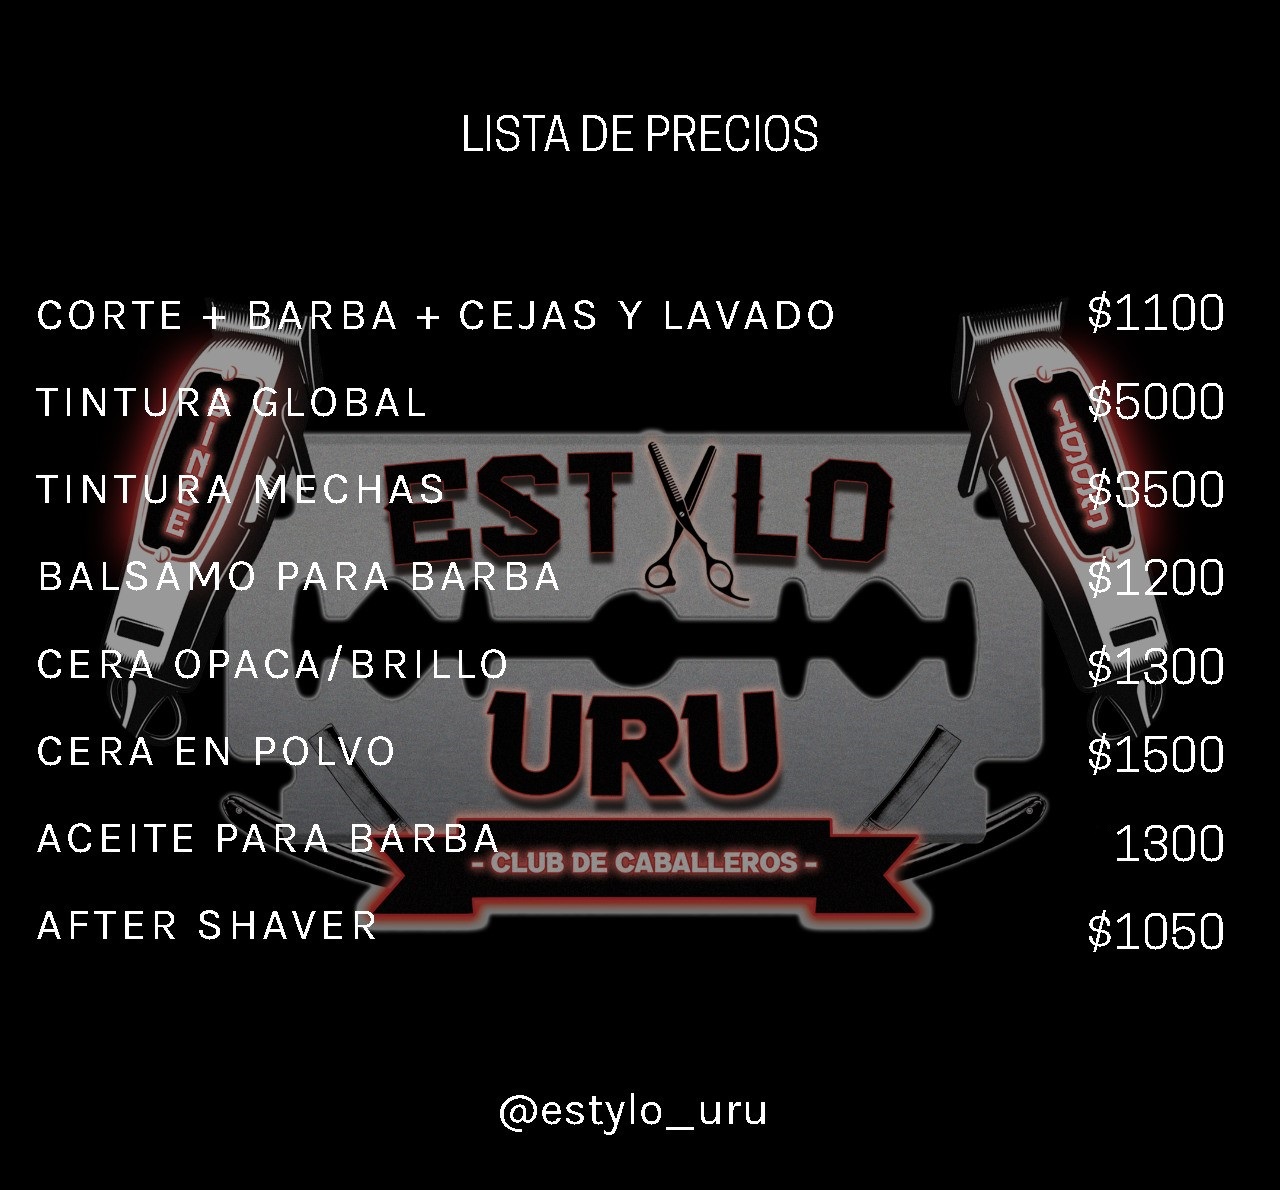 LISTA DE PRECIOS
CORTE + BARBA + CEJAS Y LAVADO $1100
TINTURA GLOBAL $5000
TINTURA MECHAS $3500
BALSAMO PARA BARBA $1200
CERA OPACA/BRILLO $1300
CERA EN POLVO $1500
ACEITE PARA BARBA 1300
AFTER SHAVER $1050
ESTYLO
URU
- CLUB DE CABALLEROS -
@estylo_uru